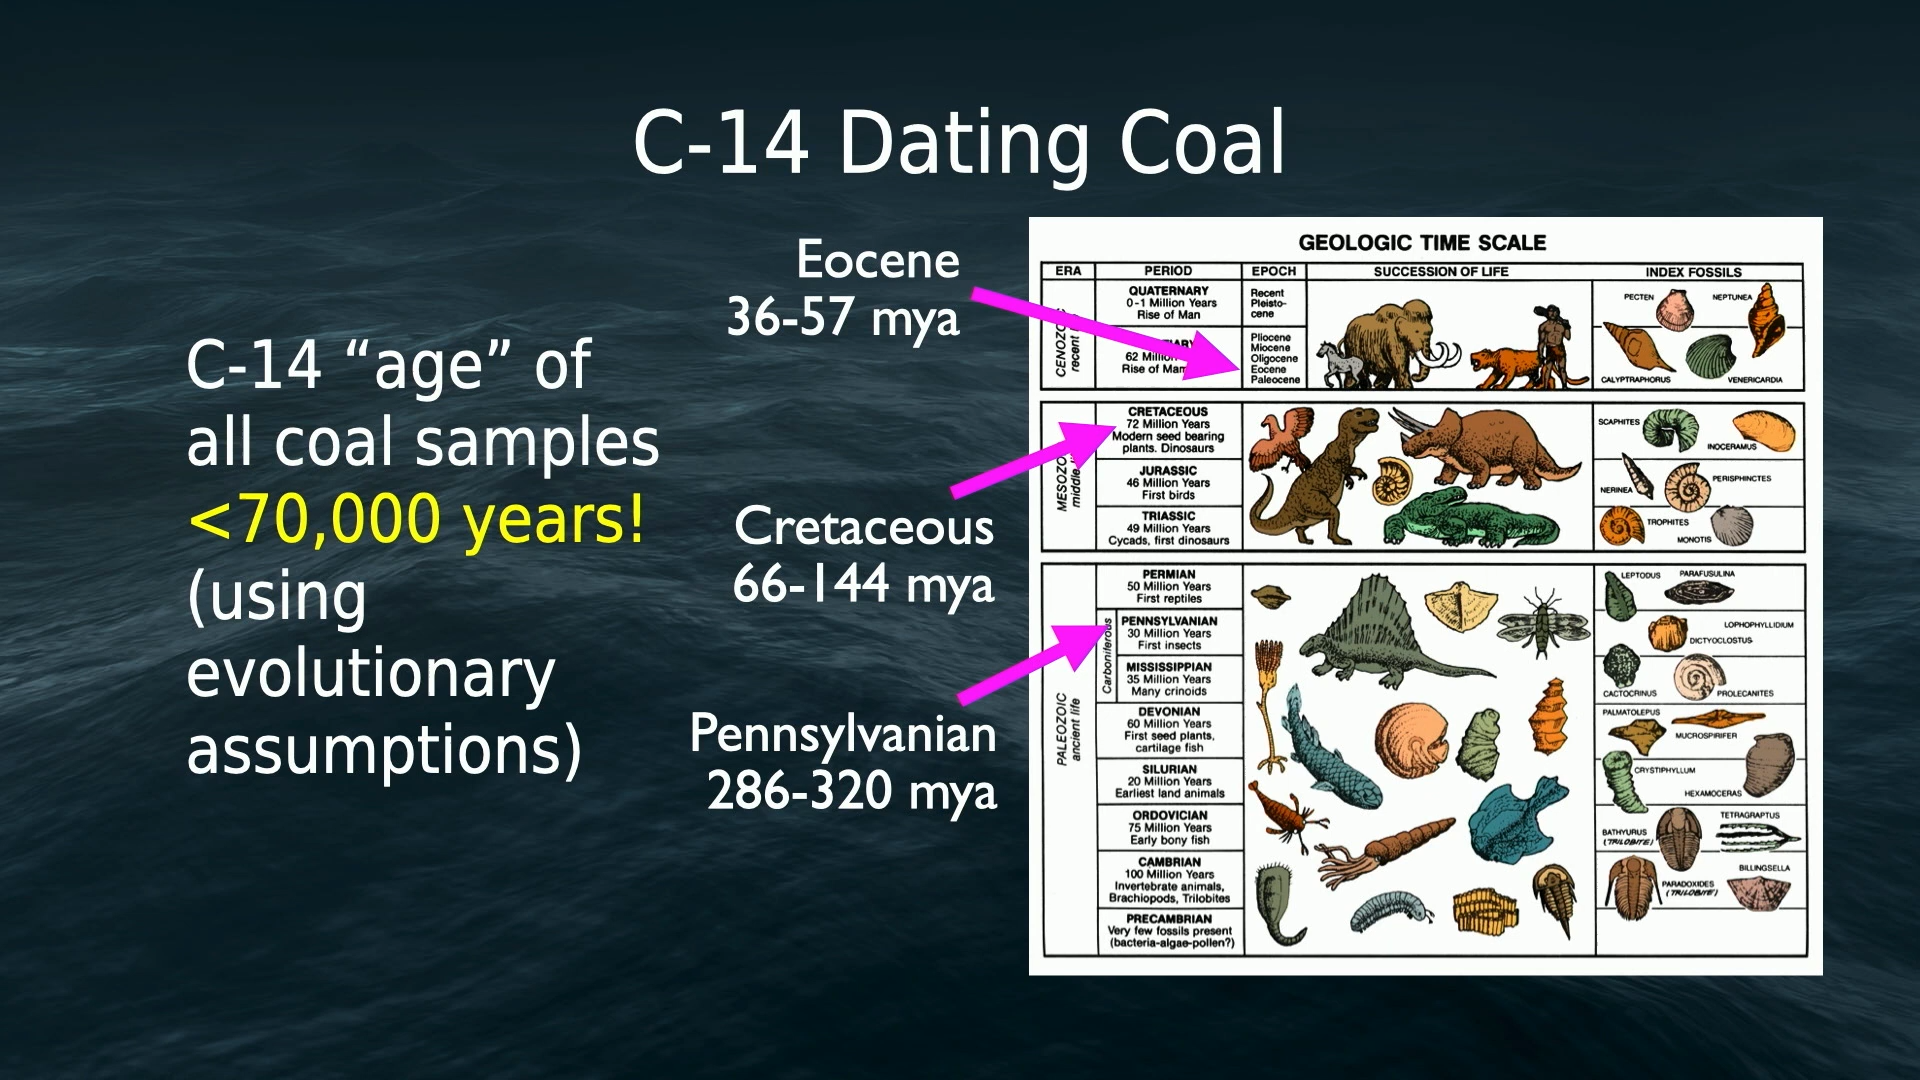 C-14 Dating Coal
C-14 “age” of
all coal samples
<70,000 years!
(using
evolutionary
assumptions)
Eocene
36-57 mya
Cretaceous
66-144 mya
Pennsylvanian
286-320 mya
GEOLOGIC TIME SCALE
ERA PERIOD EPOCH SUCCESSION OF LIFE INDEX FOSSILS
recent
QUATERNARY
0-1 Million Years
Rise of Man
62
Rise of
Recent
Pleisto-
cene
Pliocene
Miocene
Oligocene
Eocene
Paleocene
PECTEN
NEPTUNEA
CALYPTRAPHORUS
VENERICARDIA
CRETACEOUS
72 Million Years
Modern seed bearing
plants. Dinosaurs
JURASSIC
46 Million Years
First birds
TRIASSIC
49 Million Years
Cycads, first dinosaurs
SCAPHITES
INOCERAMUS
NERINEA
PERISPHINCTES
TROPHITES
MONOTIS
PALEOZOIC
ancient life
Carboniferous
PERMIAN
50 Million Years
First reptiles
PENNSYLVANIAN
30 Million Years
First insects
MISSISSIPPIAN
35 Million Years
Many crinoids
DEVONIAN
60 Million Years
First seed plants,
cartilage fish
SILURIAN
20 Million Years
Earliest land animals
ORDOVICIAN
75 Million Years
Early bony fish
CAMBRIAN
100 Million Years
Invertebrate animals,
Brachiopods, Trilobites
PRECAMBRIAN
Very few fossils present
(bacteria-algae-pollen?)
LEPTODUS
PARAFUSULINA
LOPHOPHYLLIDIUM
DICTYOCLOSTUS
CACTOCRINUS
PROLECANITES
PALMATOLEPUS
MUCROSPIRIFER
CRYSTIPHYLLUM
HEXAMOCERAS
BATHYURUS
(TRILOBITE)
TETRAGRAPTUS
BILLINGSELLA
PARADOXIDES
(TRILOBITE)